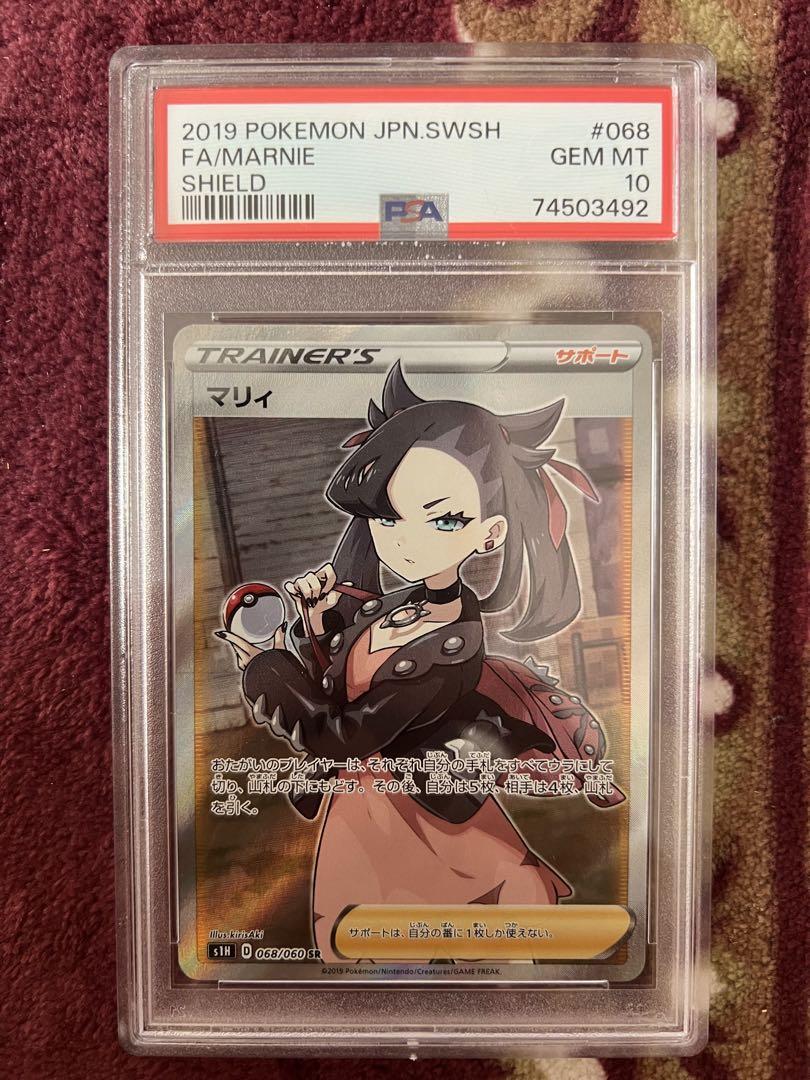 2019 POKEMON JPN.SWSH #068
FA/MARNIE GEM MT
SHIELD 10
PSA 74503492
TRAINER'S サポート
マリィ
おたがいのプレイヤーは、それぞれ自分の手札をすべてウラにして
切り、山札の下にもどす。その後、自分は5枚、相手は4枚、山札
を引く。
Illus.kirisAki
サポートは、自分の番に1枚しか使えない。
s1H D 068/060 SR
©2019 Pokémon/Nintendo/Creatures/GAME FREAK.